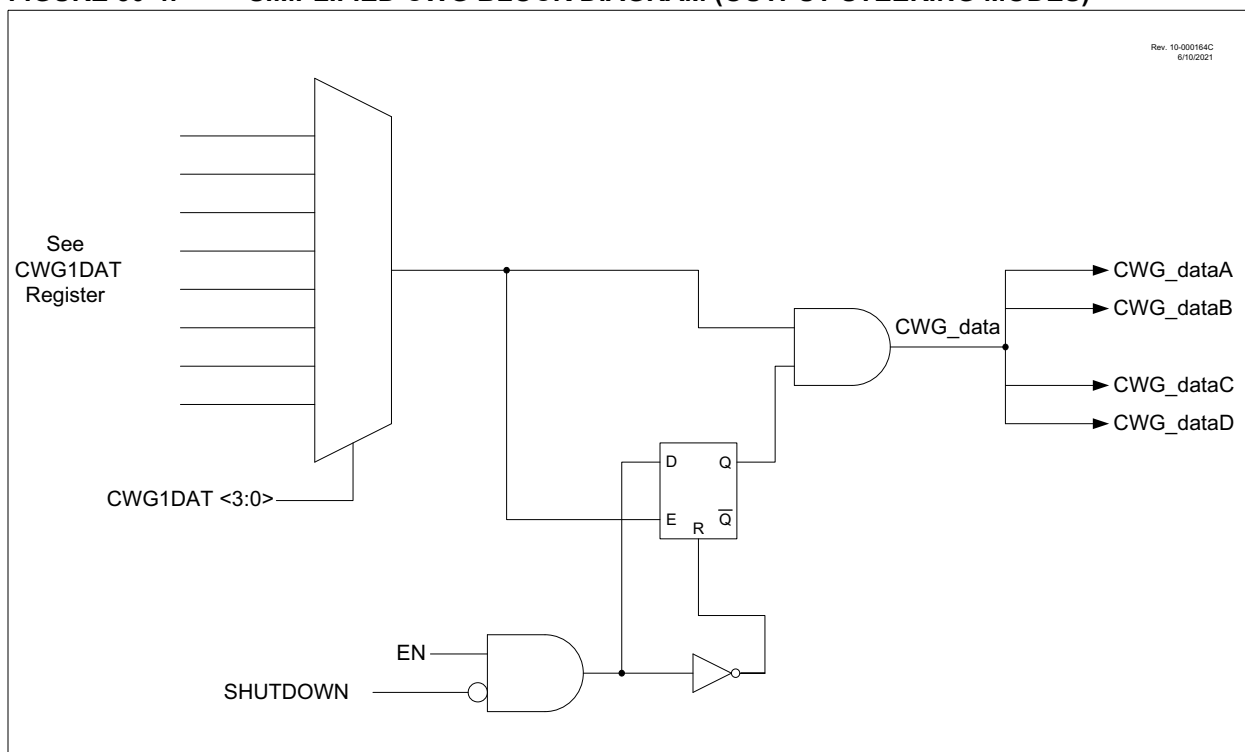 Rev. 10-000164C
6/10/2021
See
CWG1DAT
Register
CWG1DAT <3:0>
CWG_data
CWG_dataA
CWG_dataB
CWG_dataC
CWG_dataD
D
Q
E
Q
R
EN
SHUTDOWN